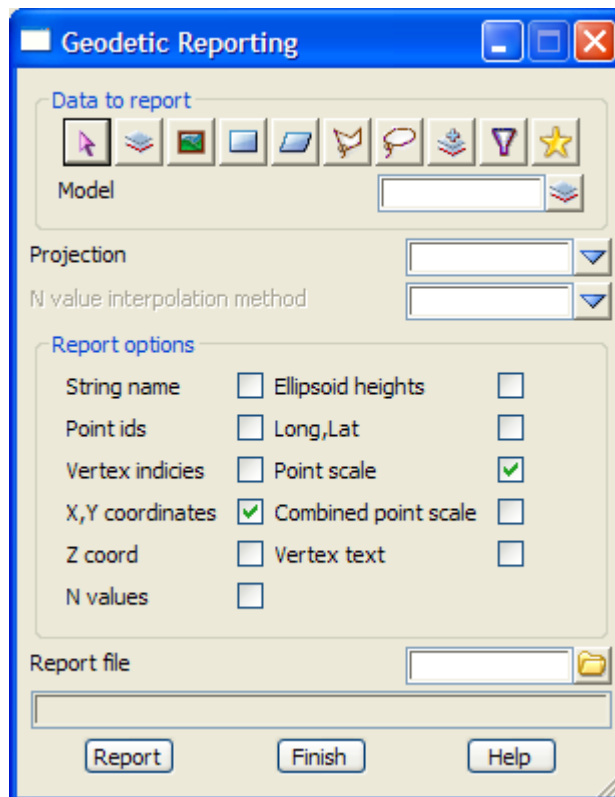 Geodetic Reporting
Data to report
Model
Projection
N value interpolation method
Report options
String name Ellipsoid heights
Point ids Long,Lat
Vertex indicies Point scale
X,Y coordinates Combined point scale
Z coord Vertex text
N values
Report file
Report Finish Help